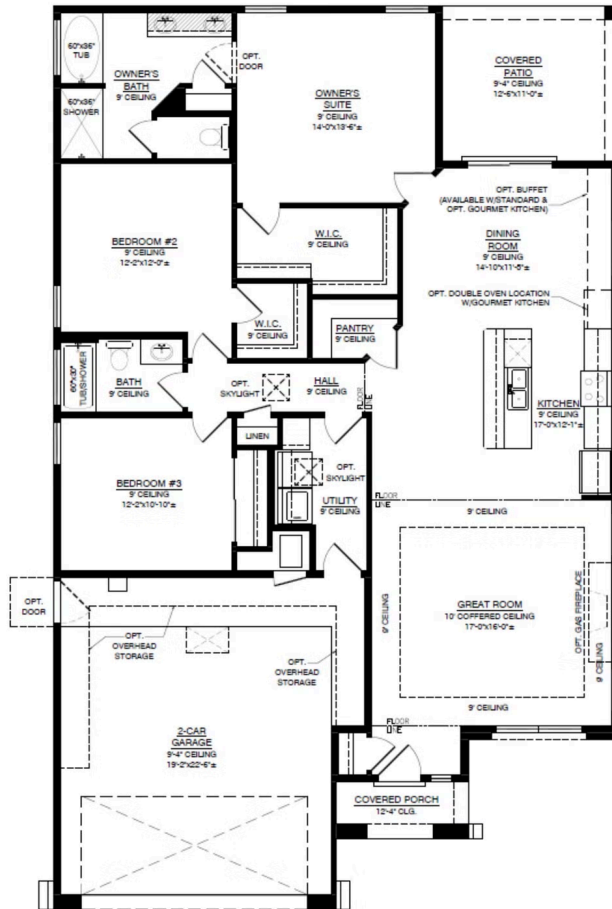 60"x36"
TUB
OWNER'S
BATH
9' CEILING
60"x36"
SHOWER
OPT.
DOOR
OWNER'S
SUITE
9' CEILING
14'-0"x13'-6"±
COVERED
PATIO
9'-4" CEILING
12'-6"x11'-0"±
OPT. BUFFET
(AVAILABLE W/STANDARD &
OPT. GOURMET KITCHEN)
BEDROOM #2
9' CEILING
12'-2"x12'-0"±
W.I.C.
9' CEILING
DINING
ROOM
9' CEILING
14'-10"x11'-5"±
OPT. DOUBLE OVEN LOCATION
W/GOURMET KITCHEN
W.I.C.
9' CEILING
PANTRY
9' CEILING
60"x30"
TUB/SHOWER
BATH
9' CEILING
OPT.
SKYLIGHT
HALL
9' CEILING
FLOOR
LINE
KITCHEN
9' CEILING
17'-0"x12'-1"±
LINEN
OPT.
SKYLIGHT
UTILITY
9' CEILING
BEDROOM #3
9' CEILING
12'-2"x10'-10"±
FLOOR
LINE
9' CEILING
OPT.
DOOR
OPT.
OVERHEAD
STORAGE
OPT.
OVERHEAD
STORAGE
9' CEILING
GREAT ROOM
10' COFFERED CEILING
17'-0"x16'-0"±
OPT. GAS FIREPLACE
9' CEILING
9' CEILING
FLOOR
LINE
2-CAR
GARAGE
9'-4" CEILING
19'-2"x22'-6"±
COVERED PORCH
12'-4" CLG.